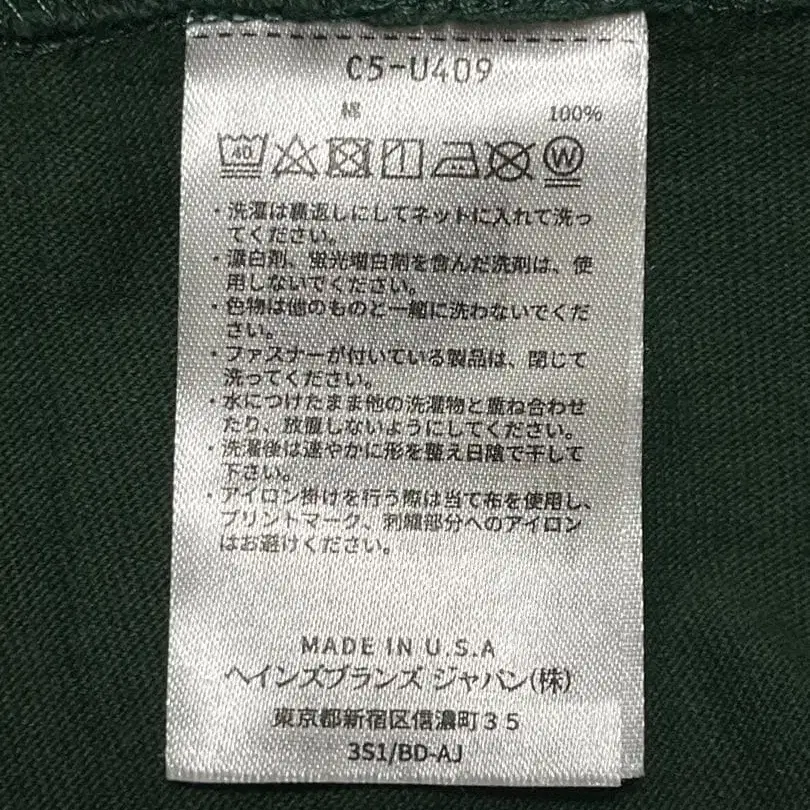 C5-U409
綿 100%
40 W
・洗濯は裏返しにしてネットに入れて洗っ
てください。
・漂白剤、蛍光増白剤を含んだ洗剤は、使
用しないでください。
・色物は他のものと一緒に洗わないでくだ
さい。
・ファスナーが付いている製品は、閉じて
洗ってください。
・水につけたまま他の洗濯物と重ね合わせ
たり、放置しないようにしてください。
・洗濯後は速やかに形を整え日陰で干して
下さい。
・アイロン掛けを行う際は当て布を使用し、
プリントマーク、刺繍部分へのアイロン
はお避けください。
MADE IN U.S.A
ヘインズブランズ ジャパン(株)
東京都新宿区信濃町35
3S1/BD-AJ